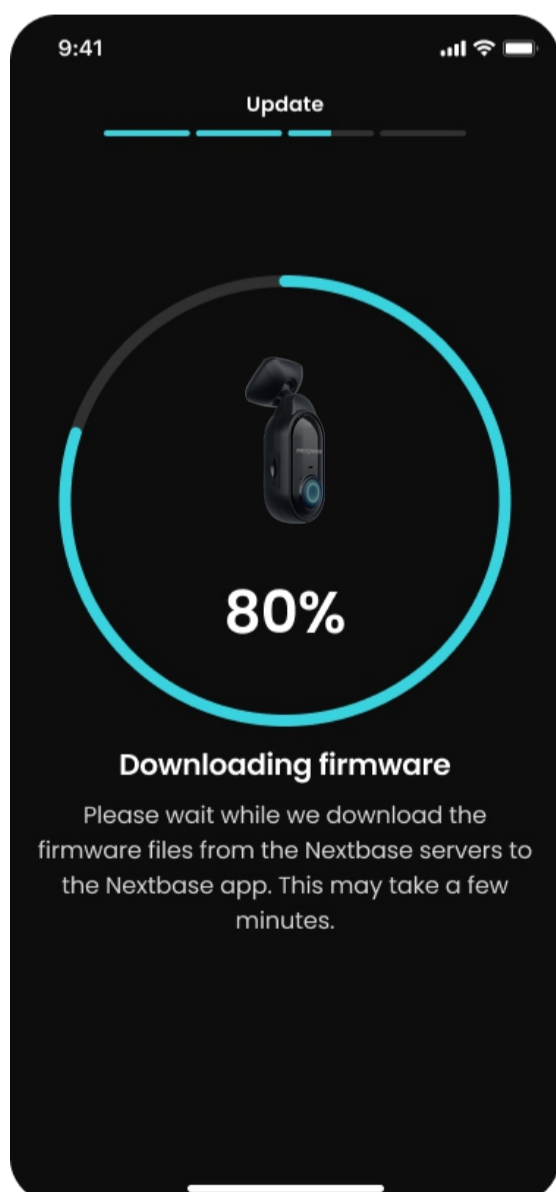 9:41
Update
80%
Downloading firmware
Please wait while we download the
firmware files from the Nextbase servers to
the Nextbase app. This may take a few
minutes.